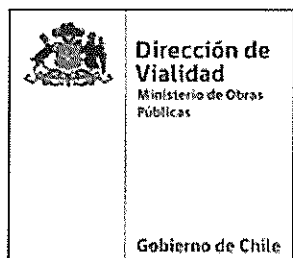 Dirección de
Vialidad
Ministerio de Obras
Públicas
Gobierno de Chile